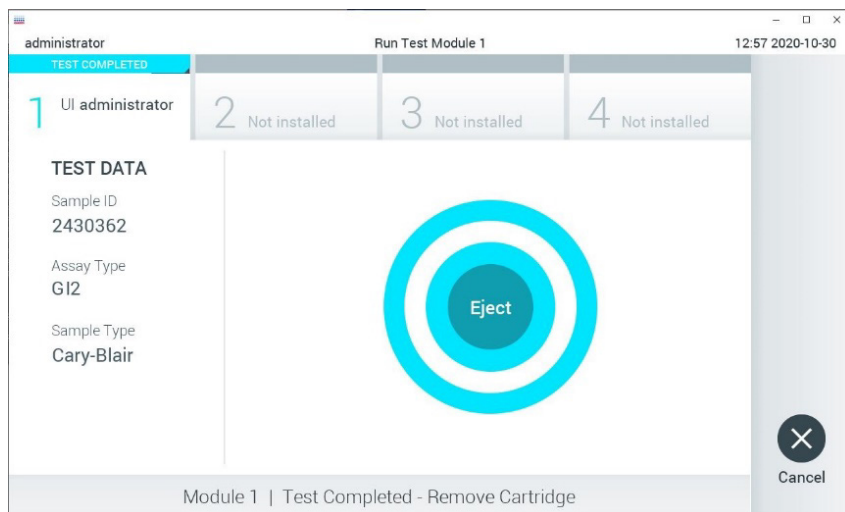 administrator Run Test Module 1 12:57 2020-10-30
TEST COMPLETED
1 UI administrator
2 Not installed
3 Not installed
4 Not installed
TEST DATA
Sample ID
2430362
Assay Type
GI2
Sample Type
Cary-Blair
Eject
Cancel
Module 1 | Test Completed - Remove Cartridge